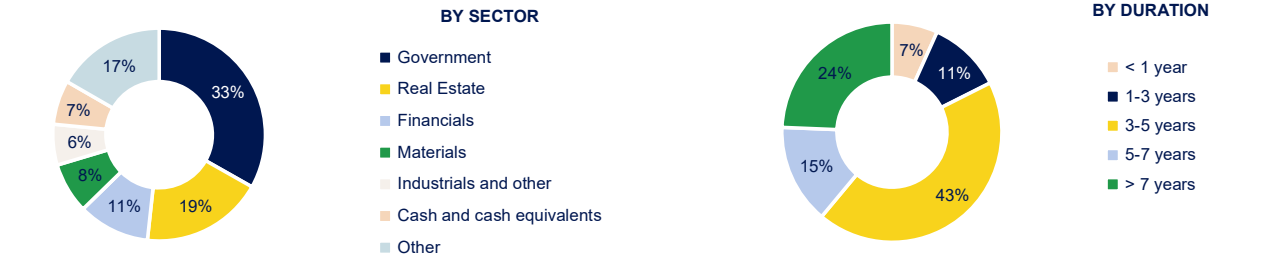 BY SECTOR
33%
19%
11%
8%
6%
7%
17%
Government
Real Estate
Financials
Materials
Industrials and other
Cash and cash equivalents
Other
BY DURATION
7%
11%
43%
15%
24%
< 1 year
1-3 years
3-5 years
5-7 years
> 7 years